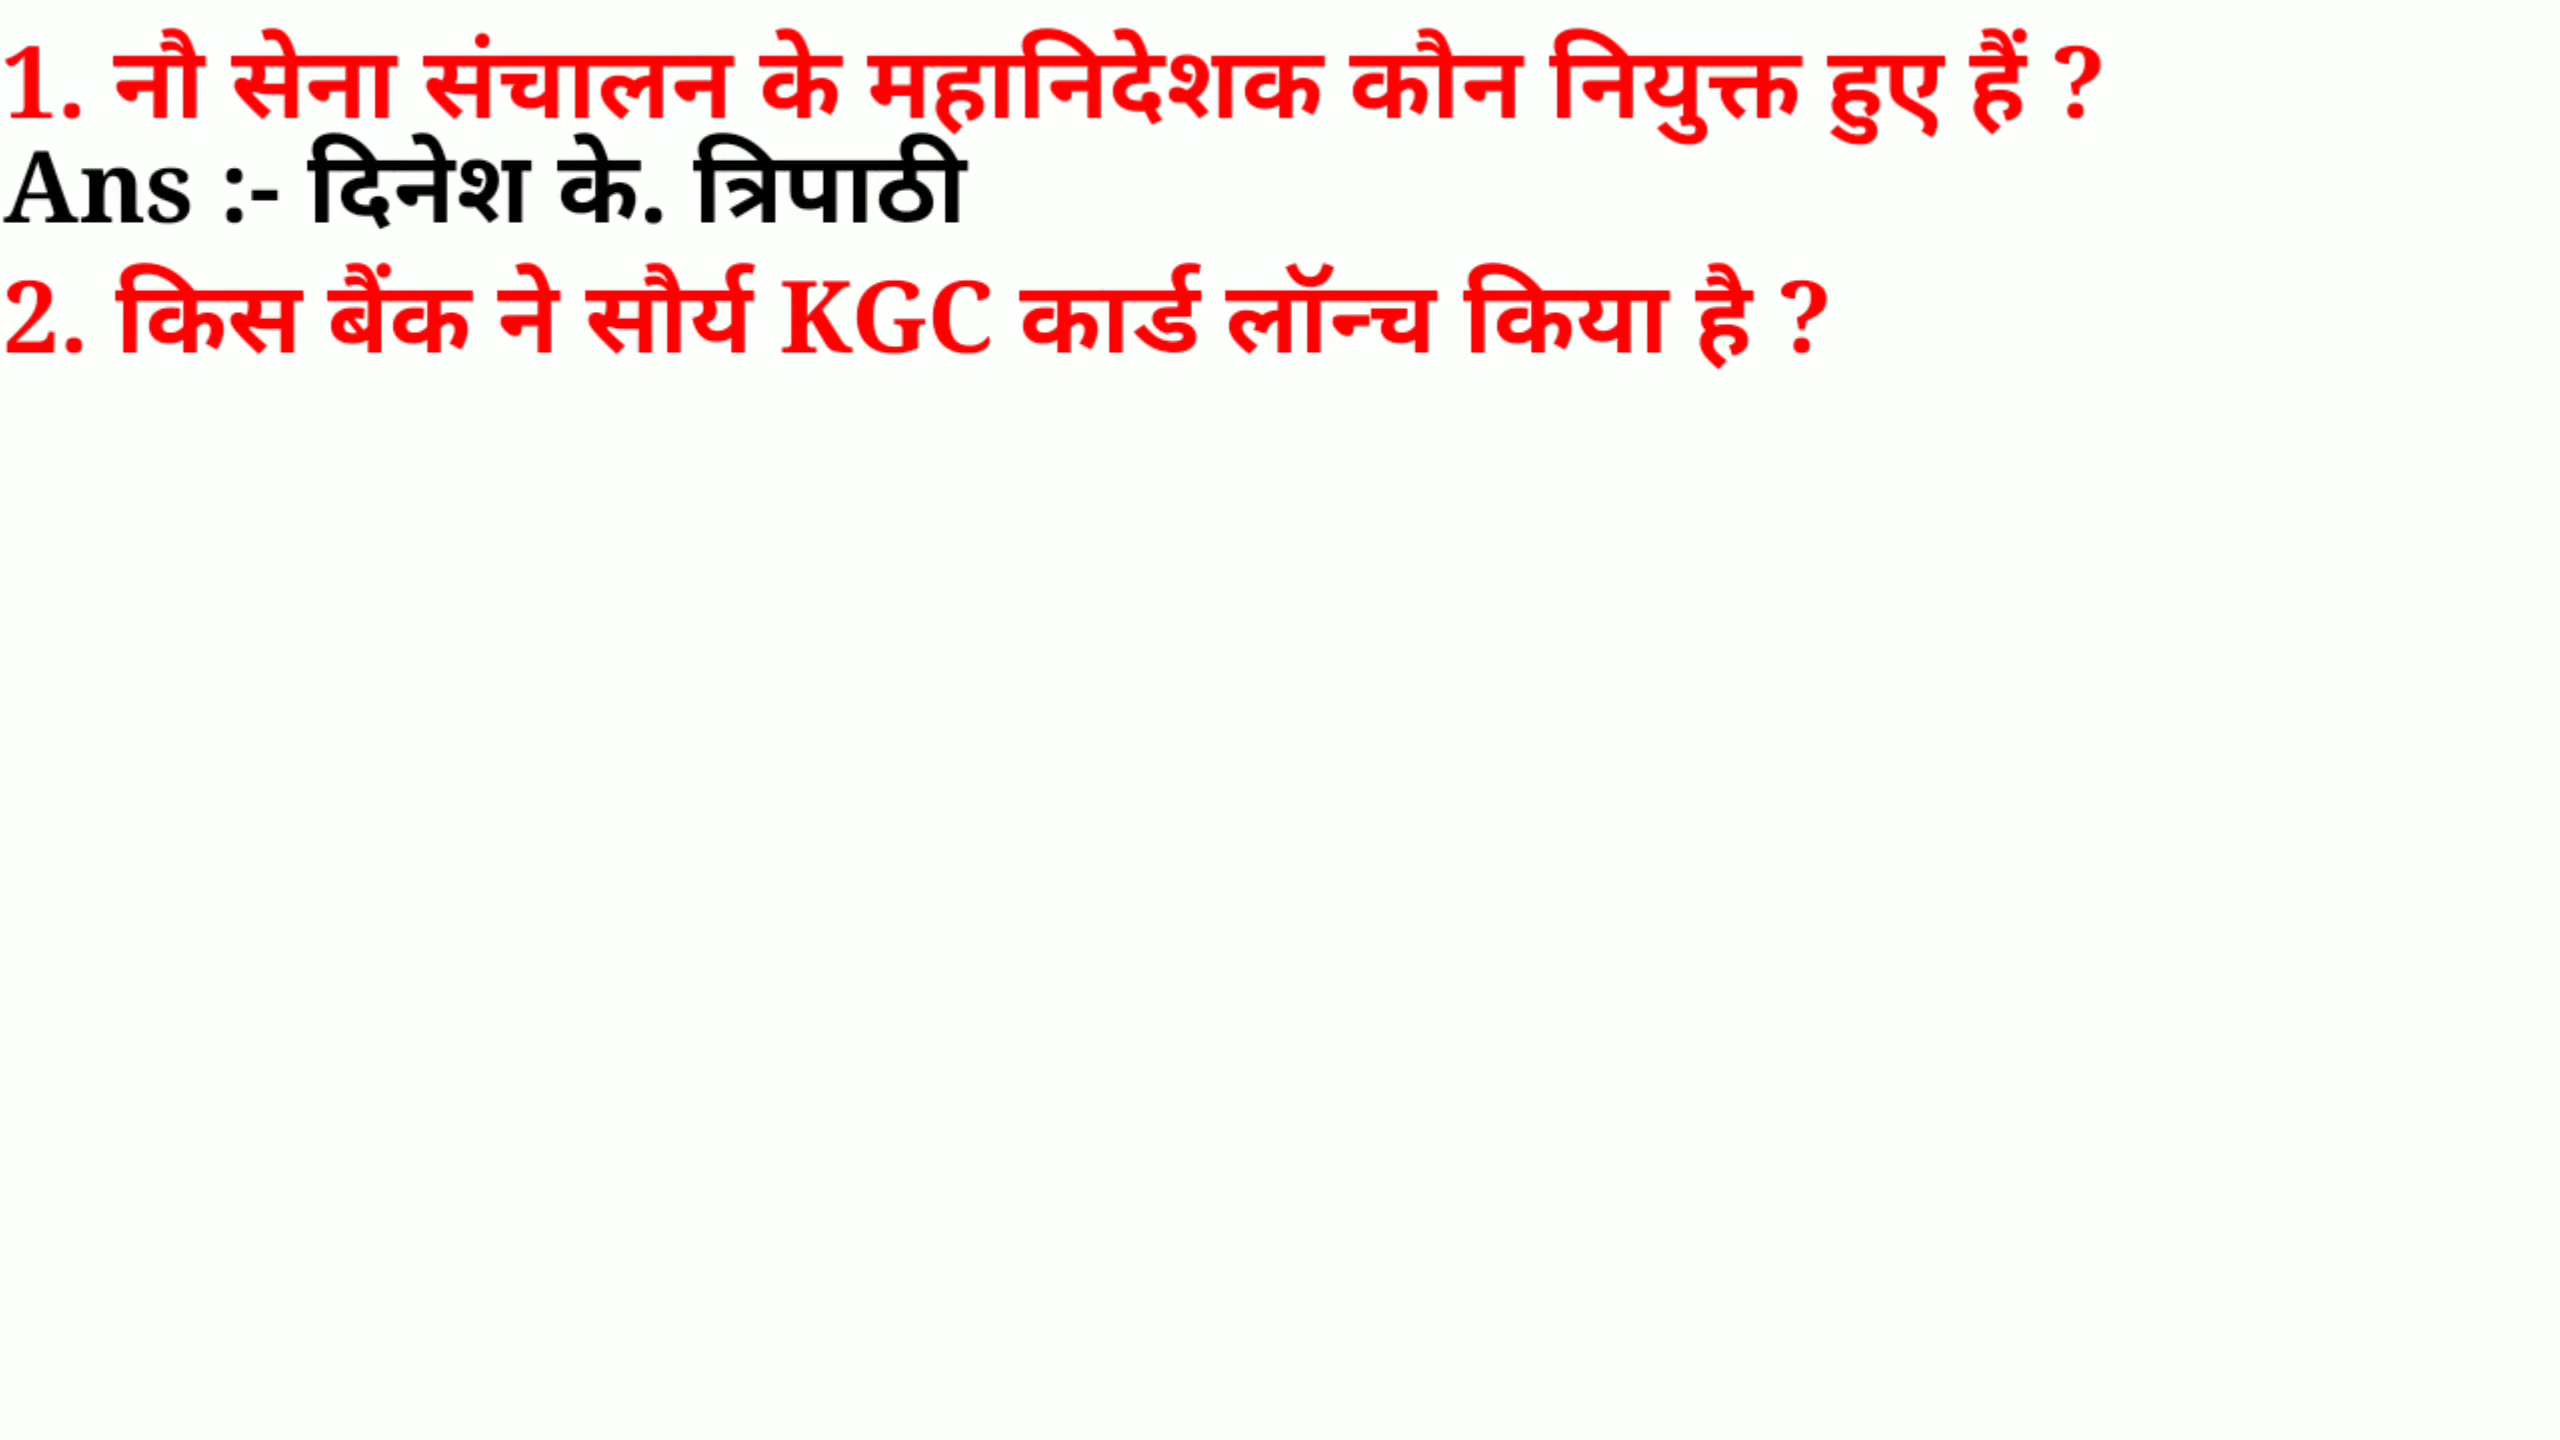 1. नौ सेना संचालन के महानिदेशक कौन नियुक्त हुए हैं ?
Ans :- दिनेश के. त्रिपाठी
2. किस बैंक ने सौर्य KGC कार्ड लॉन्च किया है ?